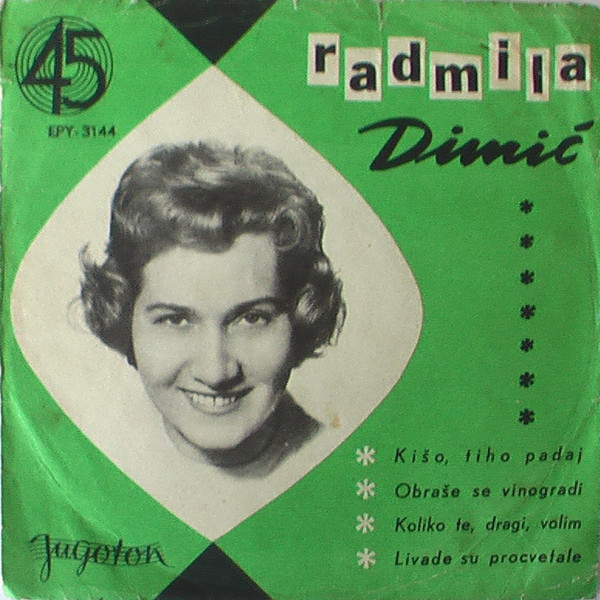 45
EPY-3144
radmila
Dimić
* Kišo, tiho padaj
* Obraše se vinogradi
* Koliko te, dragi, volim
* Livade su procvetale
Jugoton